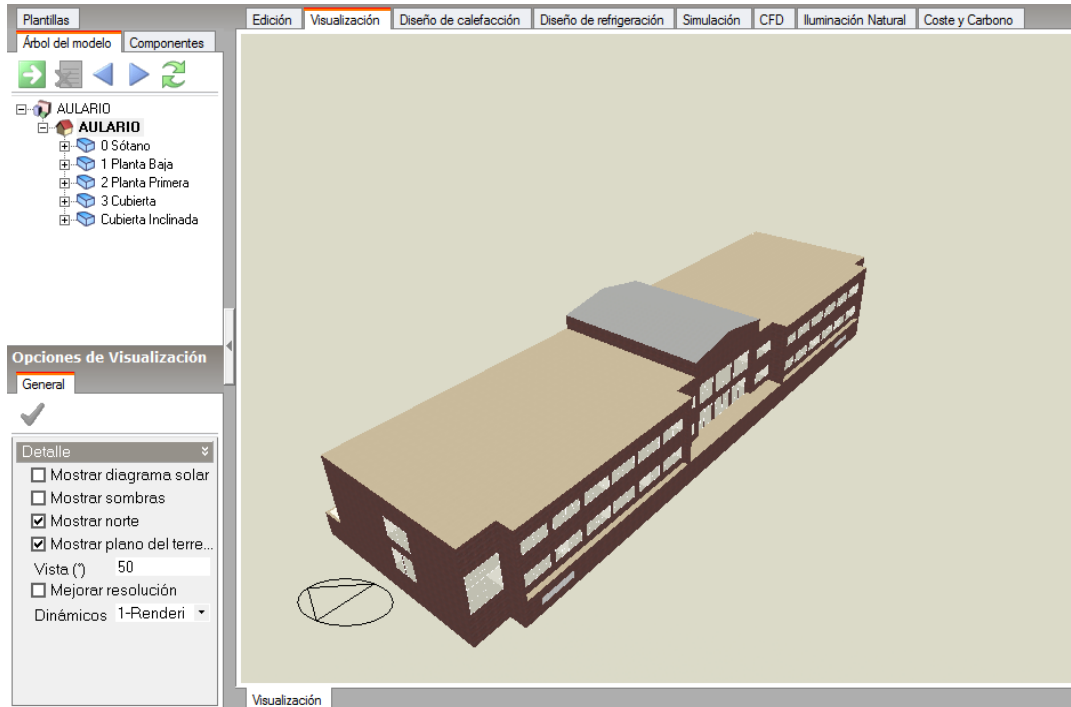 Plantillas
Árbol del modelo Componentes
AULARIO
AULARIO
0 Sótano
1 Planta Baja
2 Planta Primera
3 Cubierta
Cubierta Inclinada
Opciones de Visualización
General
Detalle
Mostrar diagrama solar
Mostrar sombras
Mostrar norte
Mostrar plano del terre...
Vista (°) 50
Mejorar resolución
Dinámicos 1-Renderi
Edición Visualización Diseño de calefacción Diseño de refrigeración Simulación CFD Iluminación Natural Coste y Carbono
Visualización